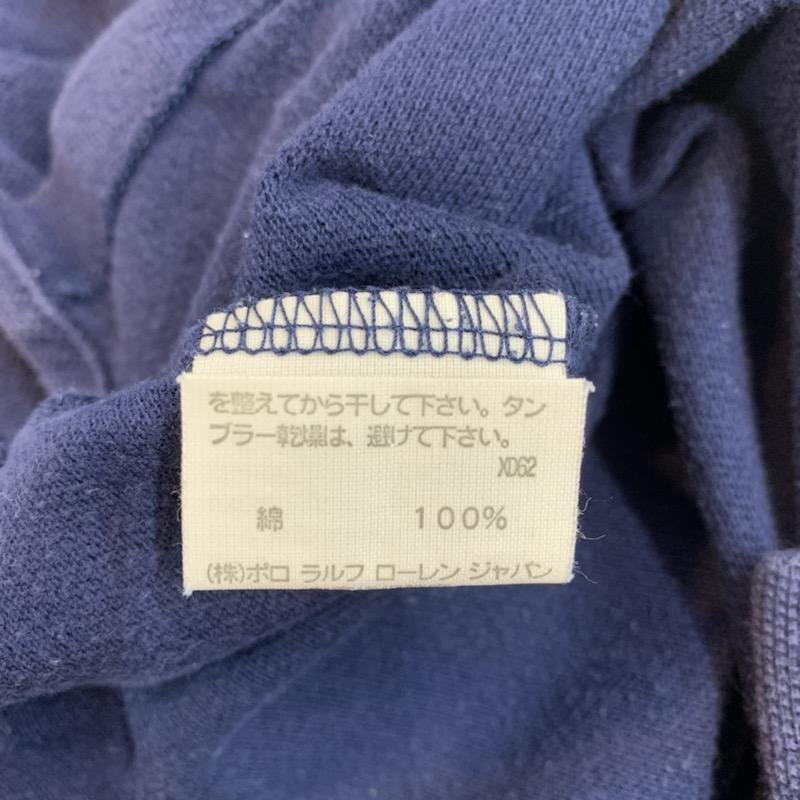 を整えてから干して下さい。タン
ブラー乾燥は、避けて下さい。
XD62
綿 100%
(株)ポロ ラルフ ローレン ジャパン